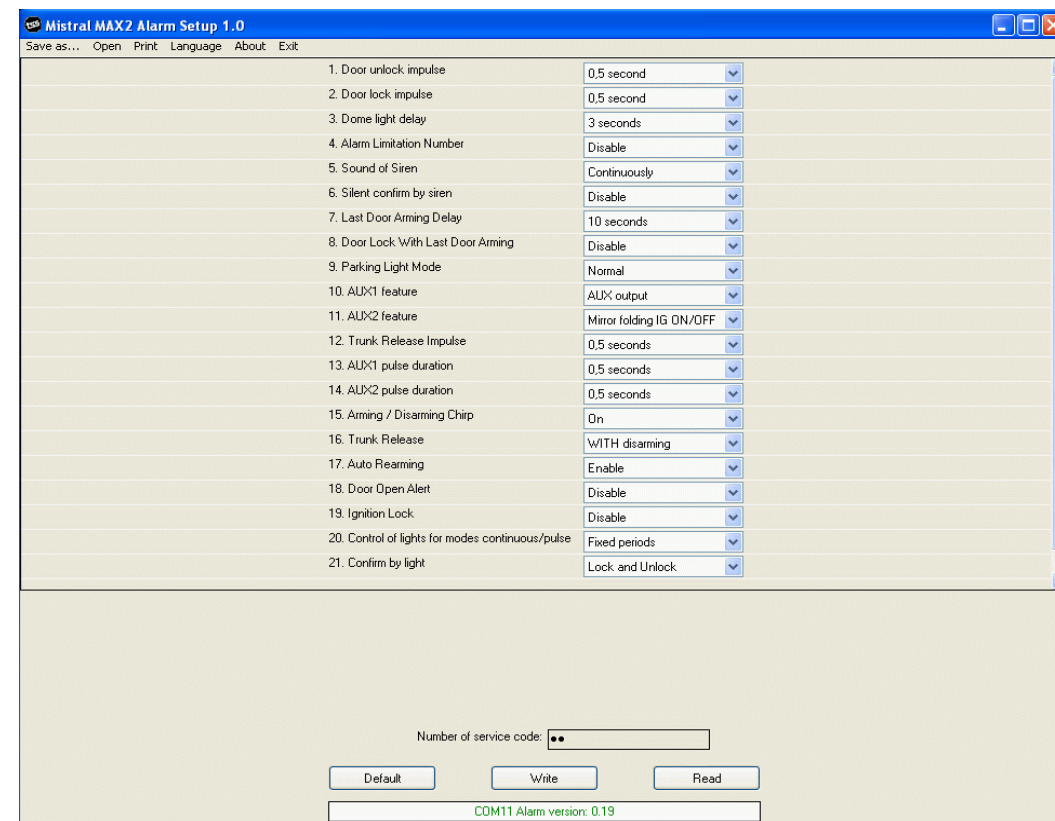 Mistral MAX2 Alarm Setup 1.0
Save as... Open Print Language About Exit
1. Door unlock impulse 0,5 second
2. Door lock impulse 0,5 second
3. Dome light delay 3 seconds
4. Alarm Limitation Number Disable
5. Sound of Siren Continuously
6. Silent confirm by siren Disable
7. Last Door Arming Delay 10 seconds
8. Door Lock With Last Door Arming Disable
9. Parking Light Mode Normal
10. AUX1 feature AUX output
11. AUX2 feature Mirror folding IG ON/OFF
12. Trunk Release Impulse 0,5 seconds
13. AUX1 pulse duration 0,5 seconds
14. AUX2 pulse duration 0,5 seconds
15. Arming / Disarming Chirp On
16. Trunk Release WITH disarming
17. Auto Rearming Enable
18. Door Open Alert Disable
19. Ignition Lock Disable
20. Control of lights for modes continuous/pulse Fixed periods
21. Confirm by light Lock and Unlock
Number of service code: ●●
Default Write Read
COM11 Alarm version: 0.19